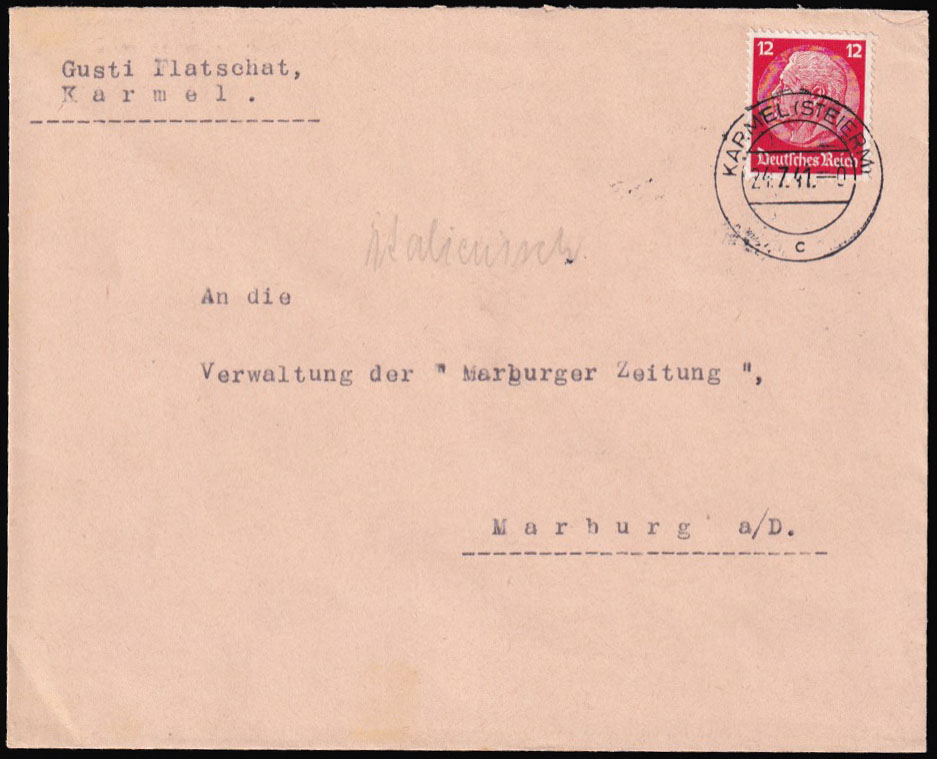 Gusti Flatschat,
Karmel.
12 12
Deutsches Reich
KARMEL (STEIERM)
24.7.41.
c
italienisch
An die
Verwaltung der " Marburger Zeitung ",
Marburg a/D.